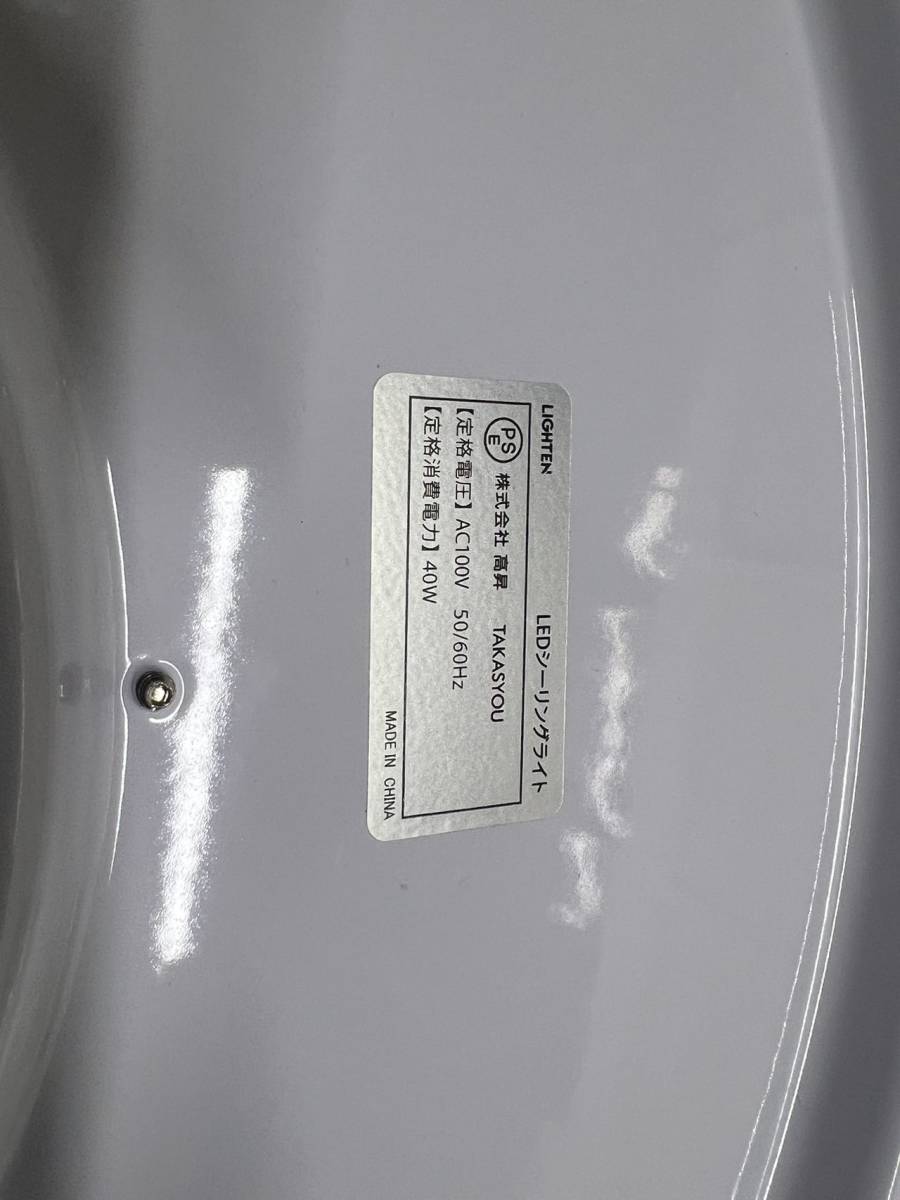 LIGHTEN LEDシーリングライト
PSE 株式会社 高昇 TAKASYOU
【定格電圧】AC100V 50/60Hz
【定格消費電力】40W
MADE IN CHINA